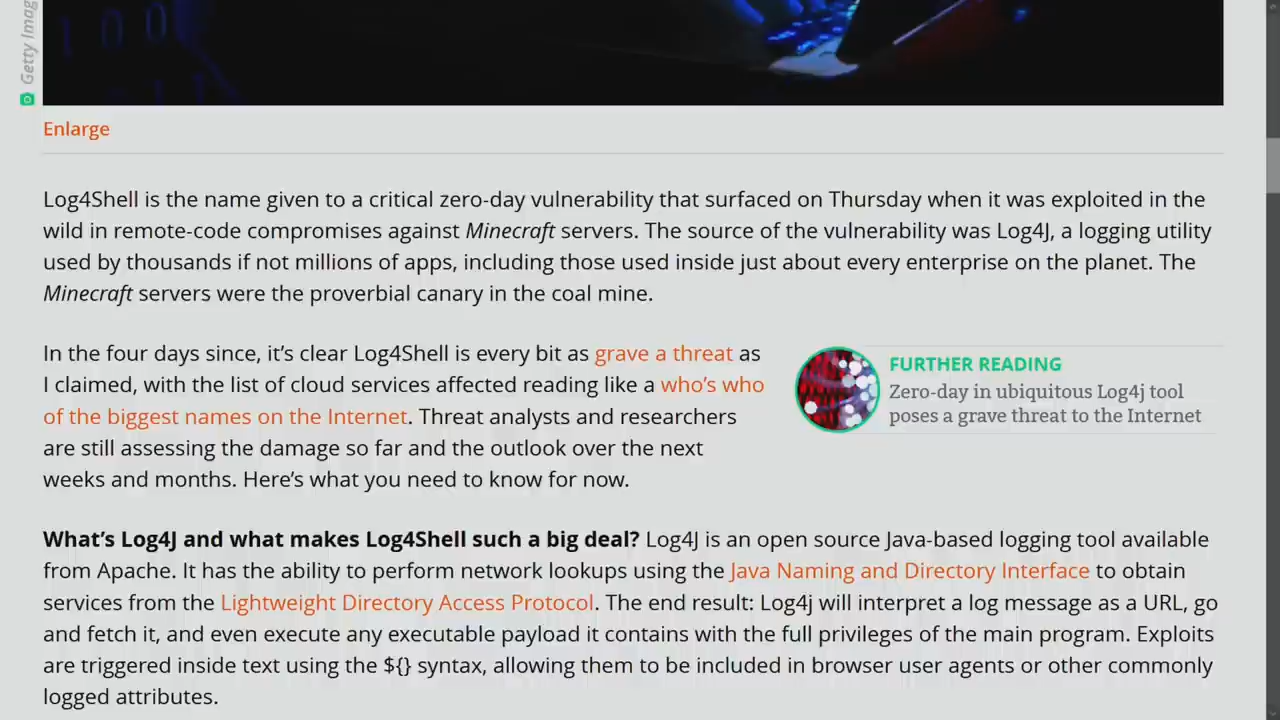 Getty Imag
Enlarge
Log4Shell is the name given to a critical zero-day vulnerability that surfaced on Thursday when it was exploited in the
wild in remote-code compromises against Minecraft servers. The source of the vulnerability was Log4J, a logging utility
used by thousands if not millions of apps, including those used inside just about every enterprise on the planet. The
Minecraft servers were the proverbial canary in the coal mine.
In the four days since, it’s clear Log4Shell is every bit as grave a threat as
I claimed, with the list of cloud services affected reading like a who’s who
of the biggest names on the Internet. Threat analysts and researchers
are still assessing the damage so far and the outlook over the next
weeks and months. Here’s what you need to know for now.
FURTHER READING
Zero-day in ubiquitous Log4j tool
poses a grave threat to the Internet
What’s Log4J and what makes Log4Shell such a big deal? Log4J is an open source Java-based logging tool available
from Apache. It has the ability to perform network lookups using the Java Naming and Directory Interface to obtain
services from the Lightweight Directory Access Protocol. The end result: Log4j will interpret a log message as a URL, go
and fetch it, and even execute any executable payload it contains with the full privileges of the main program. Exploits
are triggered inside text using the ${} syntax, allowing them to be included in browser user agents or other commonly
logged attributes.